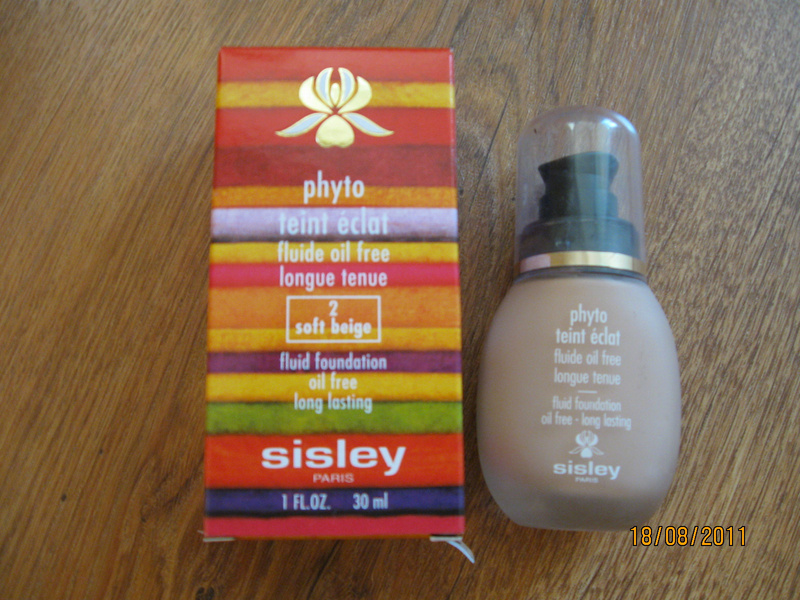 phyto
teint éclat
fluide oil free
longue tenue
2
soft beige
fluid foundation
oil free
long lasting
sisley
PARIS
1 FL.OZ. 30 ml
phyto
teint éclat
fluide oil free
longue tenue
fluid foundation
oil free - long lasting
sisley
PARIS
18/08/2011